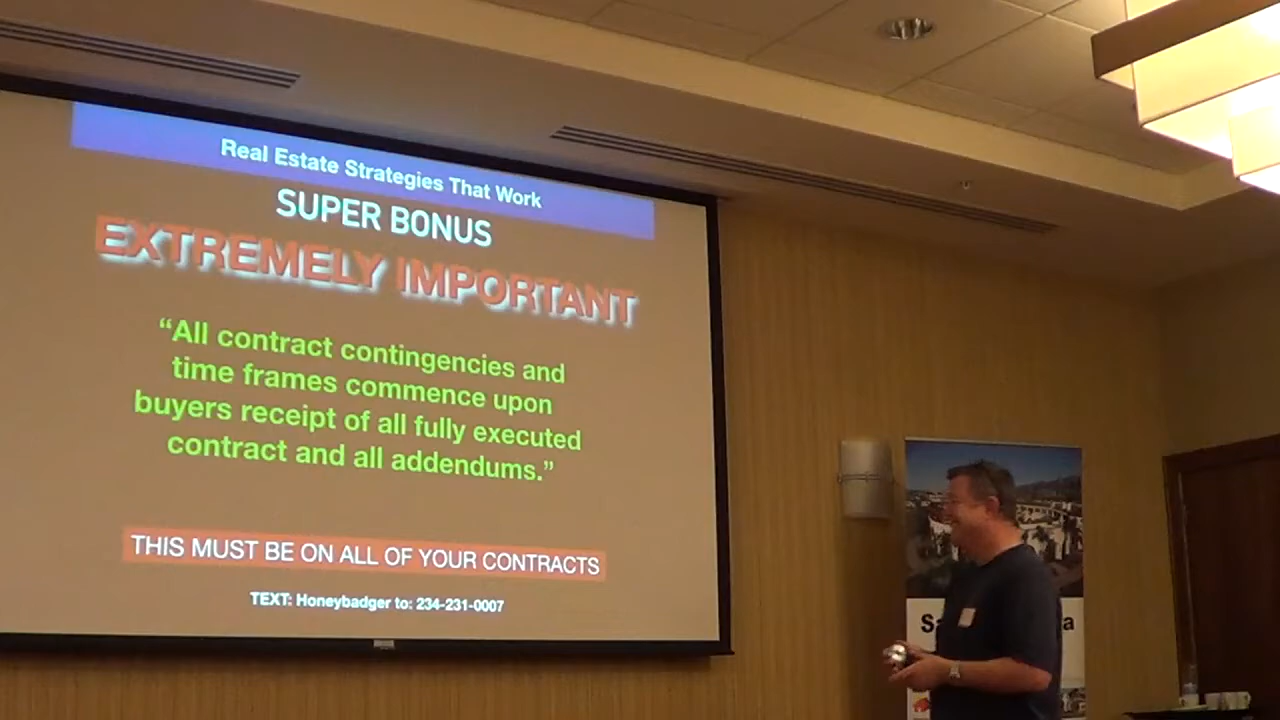 Real Estate Strategies That Work
SUPER BONUS
EXTREMELY IMPORTANT
“All contract contingencies and
time frames commence upon
buyers receipt of all fully executed
contract and all addendums.”
THIS MUST BE ON ALL OF YOUR CONTRACTS
TEXT: Honeybadger to: 234-231-0007